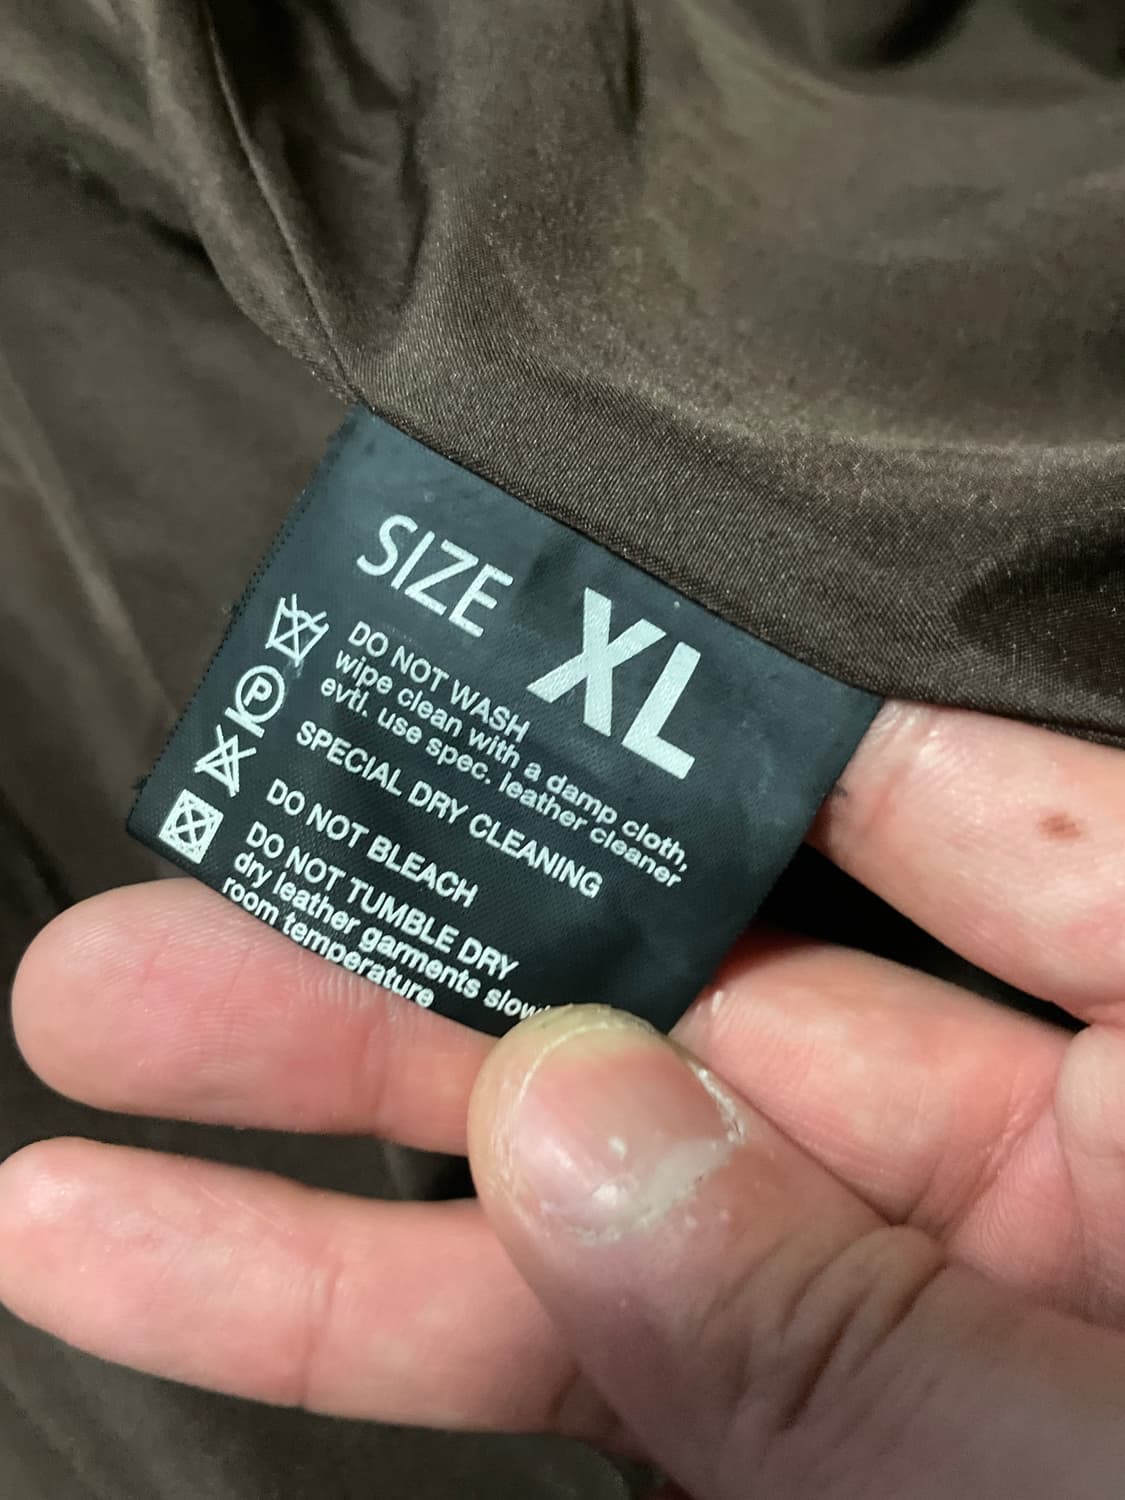 SIZE XL
DO NOT WASH
wipe clean with a damp cloth,
evtl. use spec. leather cleaner
P
SPECIAL DRY CLEANING
DO NOT BLEACH
DO NOT TUMBLE DRY
dry leather garments
room temperature